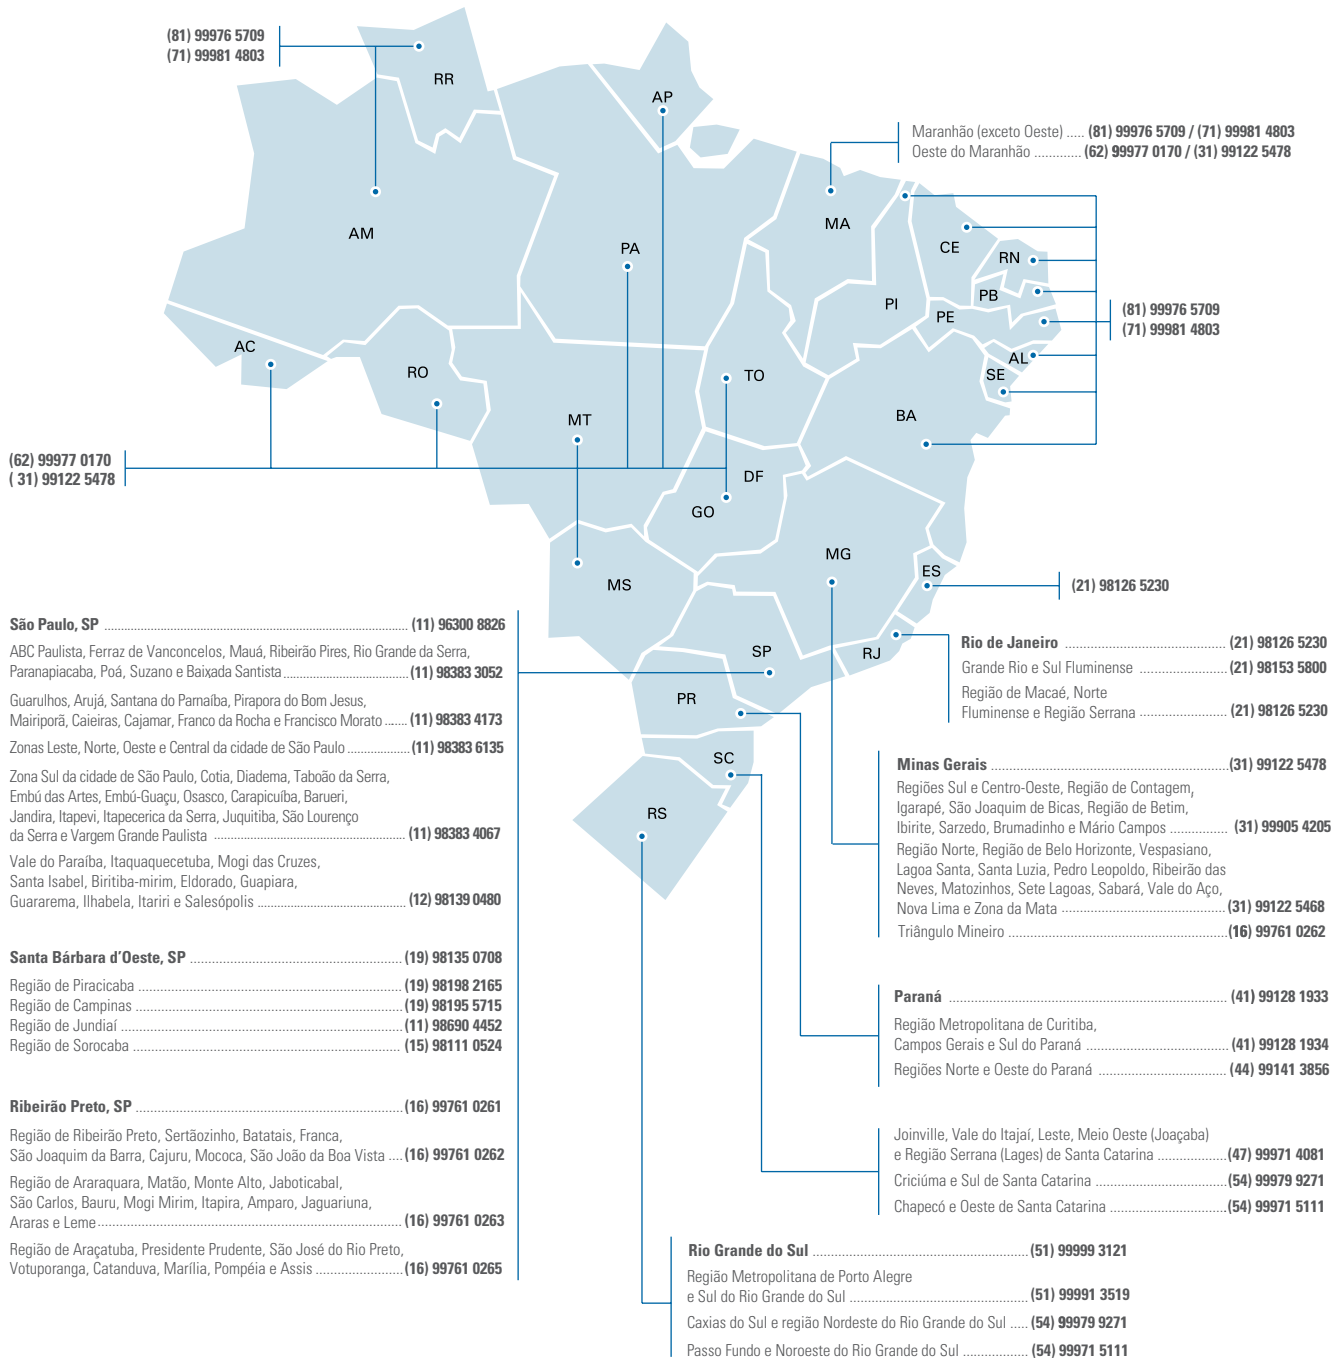 (81) 99976 5709
(71) 99981 4803
RR
AP
Maranhão (exceto Oeste) ..... (81) 99976 5709 / (71) 99981 4803
Oeste do Maranhão ............. (62) 99977 0170 / (31) 99122 5478
AM
PA
MA
CE
RN
PI
PB
PE
(81) 99976 5709
(71) 99981 4803
AC
RO
TO
AL
SE
MT
BA
(62) 99977 0170
( 31) 99122 5478
DF
GO
MG
MS
ES
(21) 98126 5230
SP
RJ
PR
SC
RS
São Paulo, SP ........ (11) 96300 8826
ABC Paulista, Ferraz de Vanconcelos, Mauá, Ribeirão Pires, Rio Grande da Serra,
Paranapiacaba, Poá, Suzano e Baixada Santista ........ (11) 98383 3052
Guarulhos, Arujá, Santana do Parnaíba, Pirapora do Bom Jesus,
Mairiporã, Caieiras, Cajamar, Franco da Rocha e Francisco Morato ....... (11) 98383 4173
Zonas Leste, Norte, Oeste e Central da cidade de São Paulo ........ (11) 98383 6135
Zona Sul da cidade de São Paulo, Cotia, Diadema, Taboão da Serra,
Embú das Artes, Embú-Guaçu, Osasco, Carapicuíba, Barueri,
Jandira, Itapevi, Itapecerica da Serra, Juquitiba, São Lourenço
da Serra e Vargem Grande Paulista ........ (11) 98383 4067
Vale do Paraíba, Itaquaquecetuba, Mogi das Cruzes,
Santa Isabel, Biritiba-mirim, Eldorado, Guapiara,
Guararema, Ilhabela, Itariri e Salesópolis ........ (12) 98139 0480
Santa Bárbara d'Oeste, SP ........ (19) 98135 0708
Região de Piracicaba ........ (19) 98198 2165
Região de Campinas ........ (19) 98195 5715
Região de Jundiaí ........ (11) 98690 4452
Região de Sorocaba ........ (15) 98111 0524
Ribeirão Preto, SP ........ (16) 99761 0261
Região de Ribeirão Preto, Sertãozinho, Batatais, Franca,
São Joaquim da Barra, Cajuru, Mococa, São João da Boa Vista .... (16) 99761 0262
Região de Araraquara, Matão, Monte Alto, Jaboticabal,
São Carlos, Bauru, Mogi Mirim, Itapira, Amparo, Jaguariuna,
Araras e Leme ........ (16) 99761 0263
Região de Araçatuba, Presidente Prudente, São José do Rio Preto,
Votuporanga, Catanduva, Marília, Pompéia e Assis ........ (16) 99761 0265
Rio de Janeiro ........ (21) 98126 5230
Grande Rio e Sul Fluminense ........ (21) 98153 5800
Região de Macaé, Norte
Fluminense e Região Serrana ........ (21) 98126 5230
Minas Gerais ........ (31) 99122 5478
Regiões Sul e Centro-Oeste, Região de Contagem,
Igarapé, São Joaquim de Bicas, Região de Betim,
Ibirite, Sarzedo, Brumadinho e Mário Campos ........ (31) 99905 4205
Região Norte, Região de Belo Horizonte, Vespasiano,
Lagoa Santa, Santa Luzia, Pedro Leopoldo, Ribeirão das
Neves, Matozinhos, Sete Lagoas, Sabará, Vale do Aço,
Nova Lima e Zona da Mata ........ (31) 99122 5468
Triângulo Mineiro ........ (16) 99761 0262
Paraná ........ (41) 99128 1933
Região Metropolitana de Curitiba,
Campos Gerais e Sul do Paraná ........ (41) 99128 1934
Regiões Norte e Oeste do Paraná ........ (44) 99141 3856
Joinville, Vale do Itajaí, Leste, Meio Oeste (Joaçaba)
e Região Serrana (Lages) de Santa Catarina ........ (47) 99971 4081
Criciúma e Sul de Santa Catarina ........ (54) 99979 9271
Chapecó e Oeste de Santa Catarina ........ (54) 99971 5111
Rio Grande do Sul ........ (51) 99999 3121
Região Metropolitana de Porto Alegre
e Sul do Rio Grande do Sul ........ (51) 99991 3519
Caxias do Sul e região Nordeste do Rio Grande do Sul ..... (54) 99979 9271
Passo Fundo e Noroeste do Rio Grande do Sul ........ (54) 99971 5111